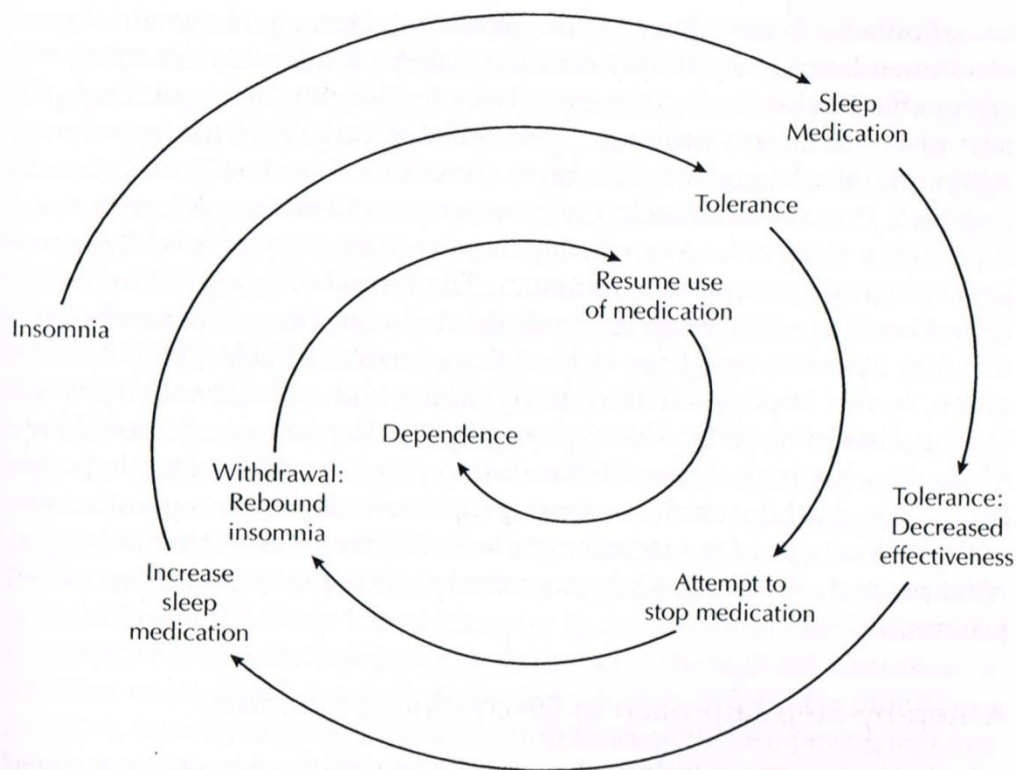 Insomnia
Sleep
Medication
Tolerance:
Decreased
effectiveness
Increase
sleep
medication
Tolerance
Attempt to
stop medication
Withdrawal:
Rebound
insomnia
Resume use
of medication
Dependence